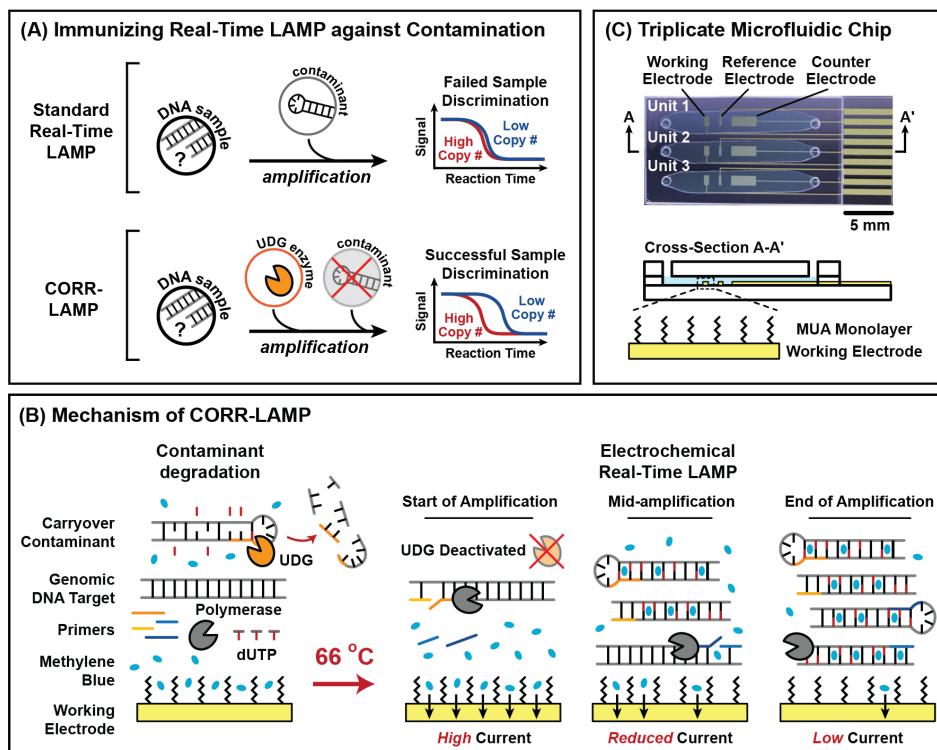 (A) Immunizing Real-Time LAMP against Contamination
Standard
Real-Time
LAMP
DNA sample
?
contaminant
amplification
Failed Sample
Discrimination
Signal
High
Copy #
Low
Copy #
Reaction Time
CORR-
LAMP
DNA sample
?
UDG enzyme
contaminant
amplification
Successful Sample
Discrimination
Signal
High
Copy #
Low
Copy #
Reaction Time
(C) Triplicate Microfluidic Chip
Working
Electrode
Reference
Electrode
Counter
Electrode
Unit 1
Unit 2
Unit 3
A
A'
5 mm
Cross-Section A-A'
MUA Monolayer
Working Electrode
(B) Mechanism of CORR-LAMP
Contaminant
degradation
Electrochemical
Real-Time LAMP
Start of Amplification
Mid-amplification
End of Amplification
Carryover
Contaminant
UDG
UDG Deactivated
Genomic
DNA Target
Polymerase
Primers
dUTP
Methylene
Blue
66 °C
Working
Electrode
High Current
Reduced Current
Low Current